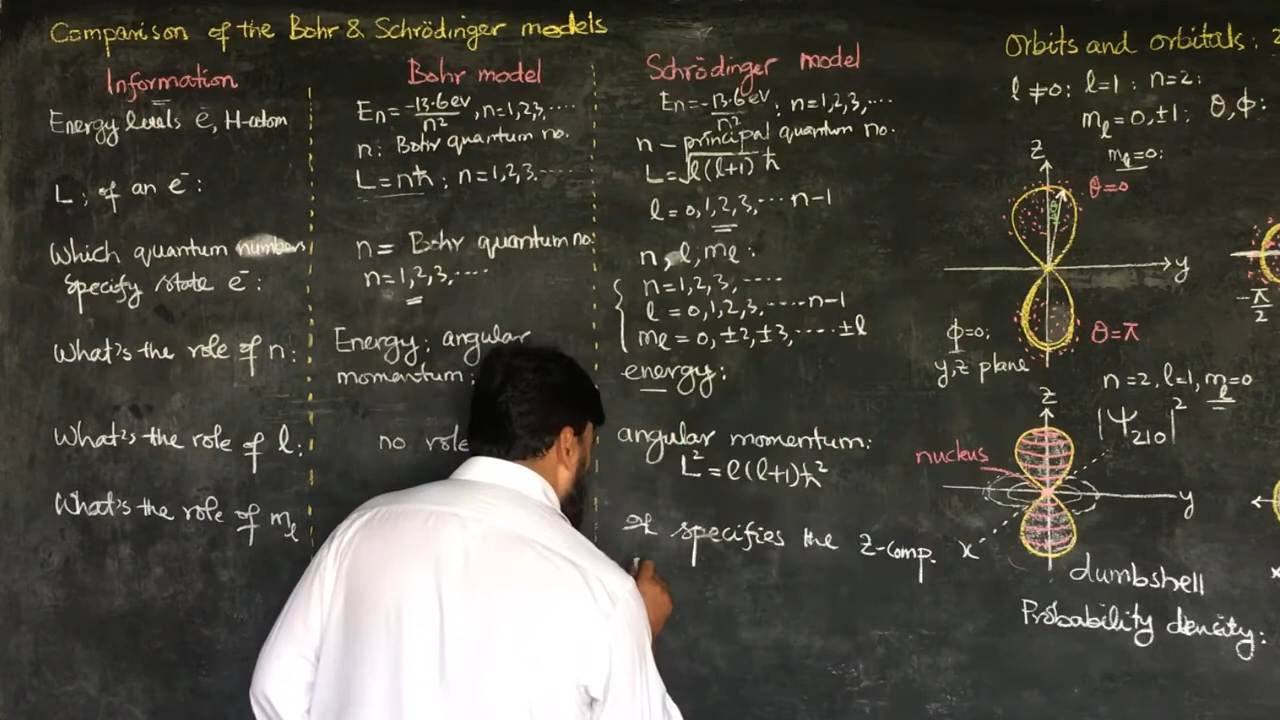 Comparison of the Bohr & Schrödinger models
Information
Energy levels e⁻, H-atom
L; of an e⁻:
Which quantum numbers
specify state e⁻:
What's the role of n:
What's the role of l:
What's the role of mₗ
Bohr model
Eₙ = -13.6 eV/n², n=1,2,3,....
n: Bohr quantum no.
L = nħ; n=1,2,3.....
n = Bohr quantum no.
n=1,2,3,....
Energy; angular
momentum:
no role
Schrödinger model
Eₙ = -13.6 eV/n²; n=1,2,3,....
n - principal quantum no.
L = √l(l+1) ħ
l = 0,1,2,3,.... n-1
n, l, mₗ:
n=1,2,3,.....
l = 0,1,2,3,..... n-1
mₗ = 0, ±2, ±3, ..... ±l
energy:
angular momentum:
L² = l(l+1)ħ²
of specifies the z-comp.
Orbits and orbitals:
l ≠ 0; l=1; n=2;
mₗ = 0, ±1; θ, ϕ:
mₗ=0:
z
θ=0
θ
y
-π/2
ϕ=0;
y,z plane
θ=π
n=2, l=1, mₗ=0
z
|Ψ₂₁₀|²
nucleus
y
x
x
dumbshell
Probability dencity: